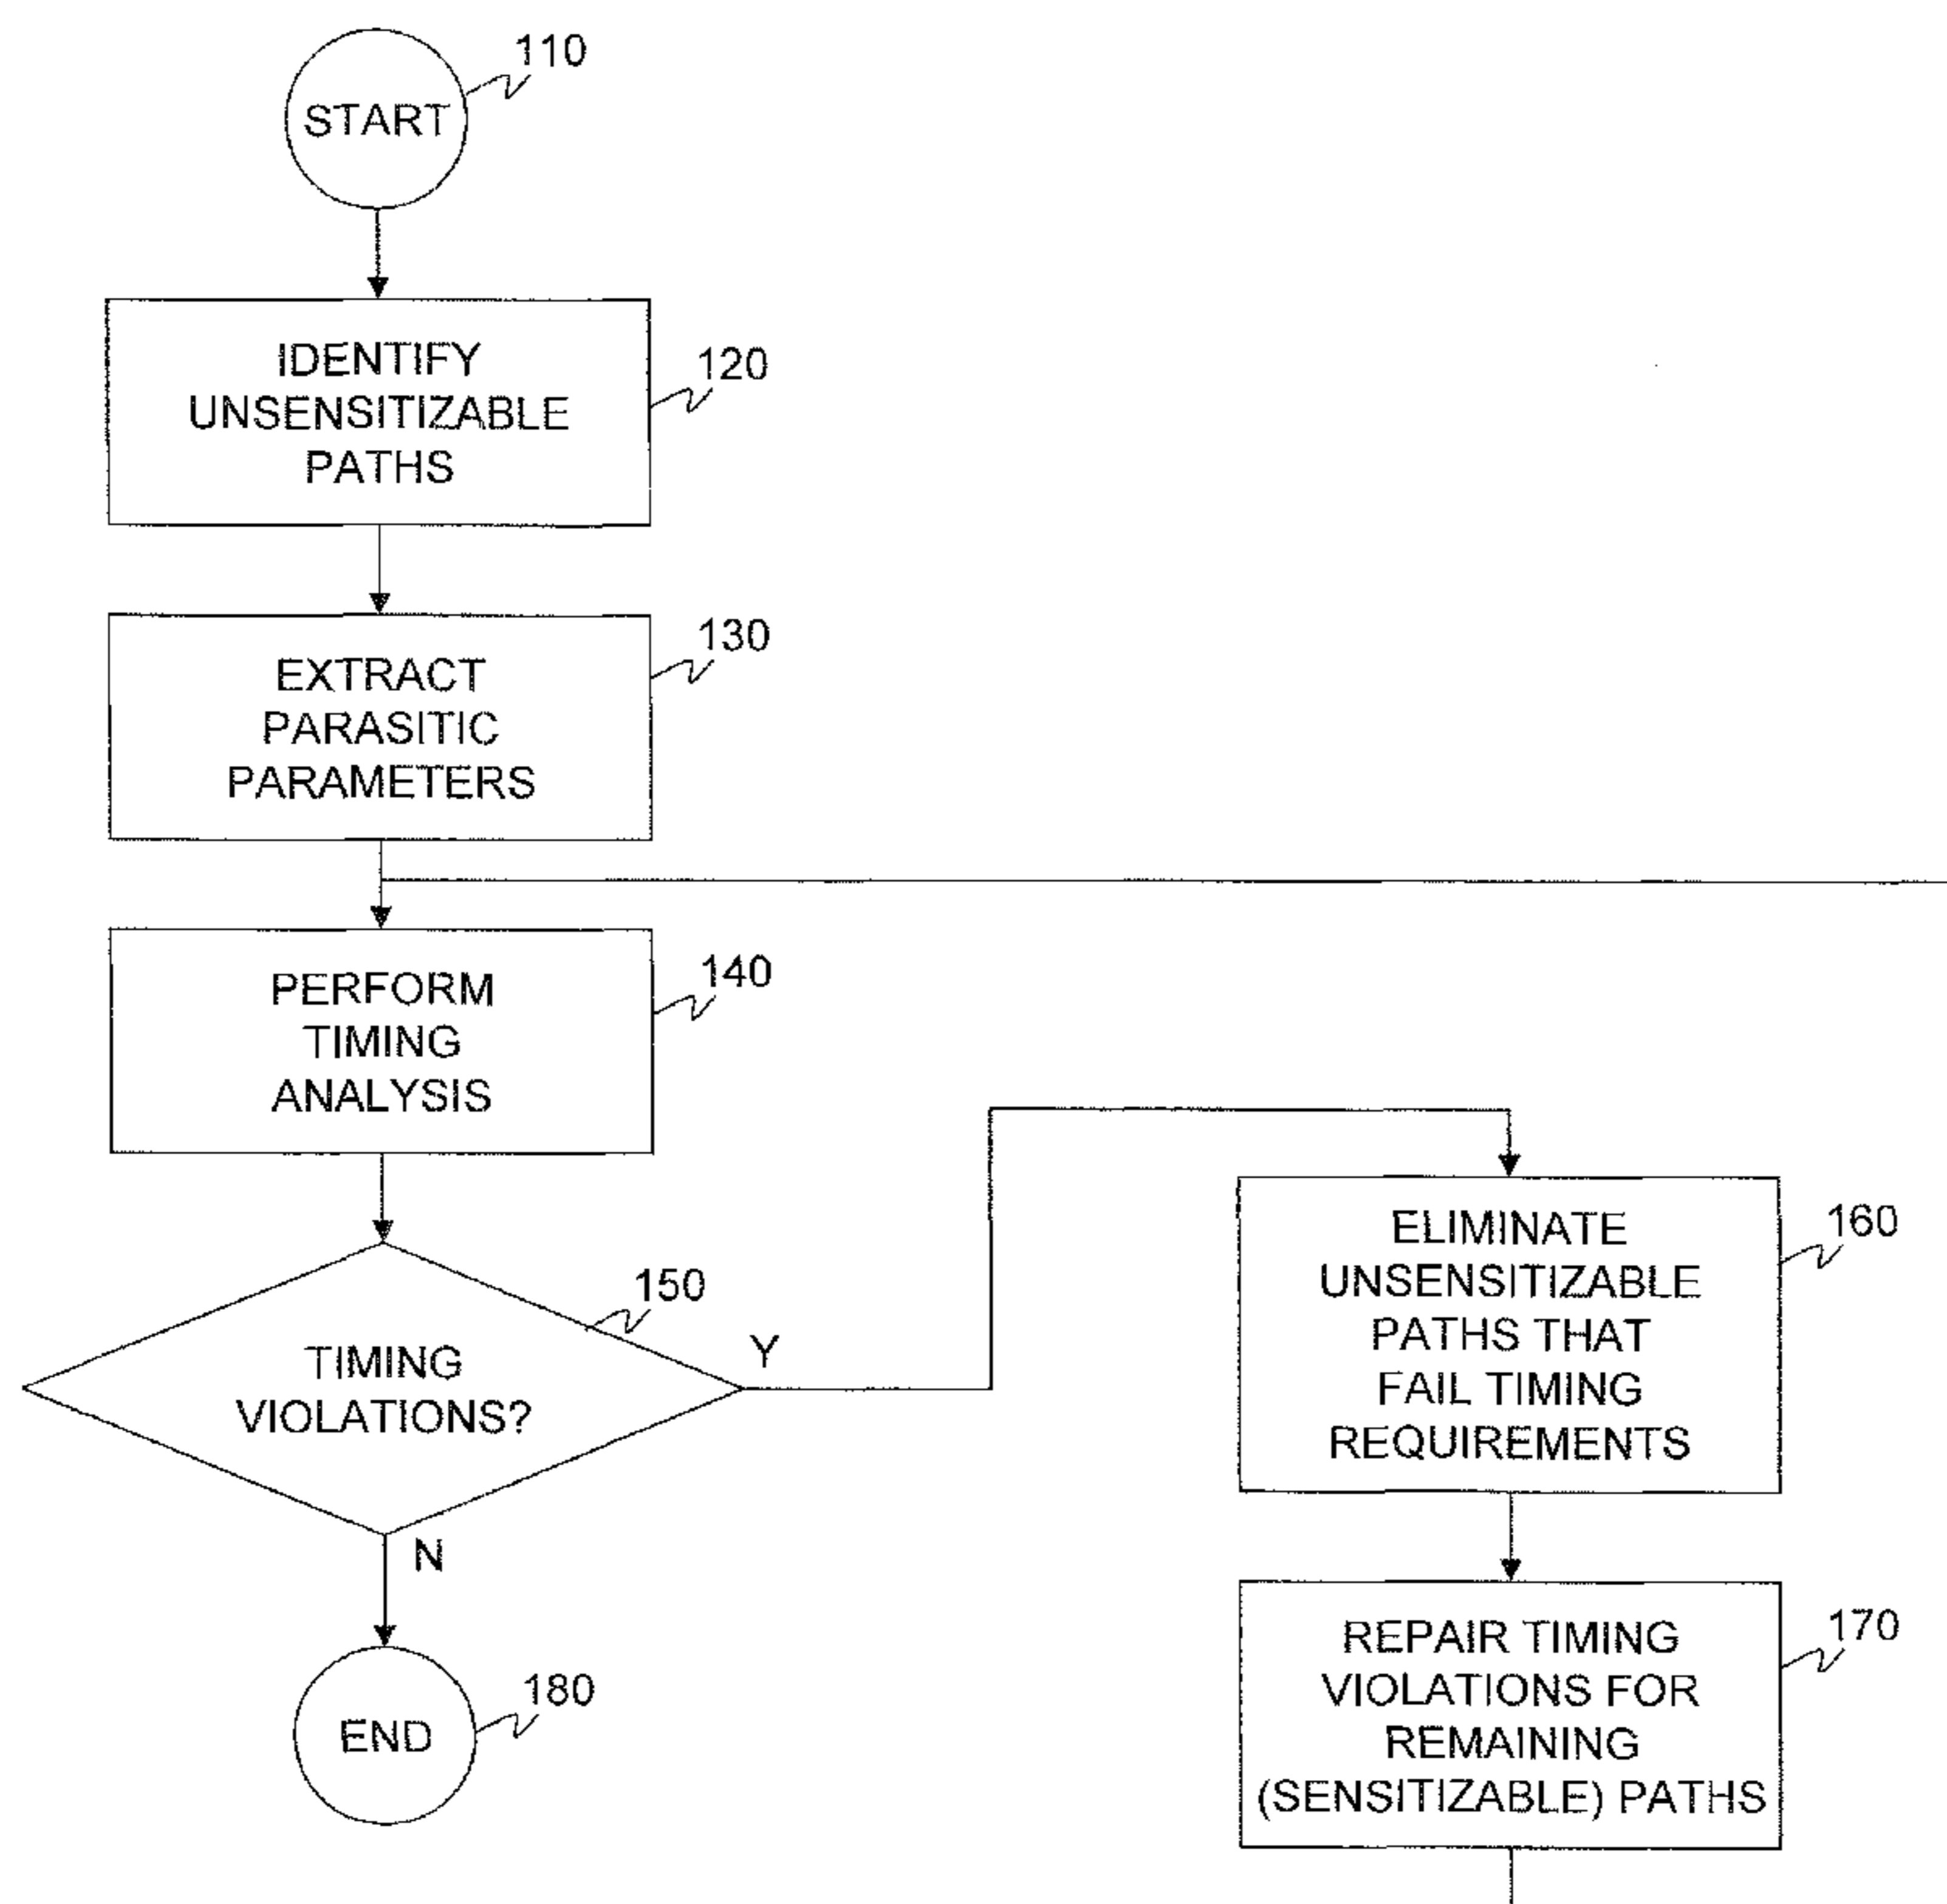 START
110
IDENTIFY
UNSENSITIZABLE
PATHS
120
EXTRACT
PARASITIC
PARAMETERS
130
PERFORM
TIMING
ANALYSIS
140
TIMING
VIOLATIONS?
150
Y
N
ELIMINATE
UNSENSITIZABLE
PATHS THAT
FAIL TIMING
REQUIREMENTS
160
REPAIR TIMING
VIOLATIONS FOR
REMAINING
(SENSITIZABLE) PATHS
170
END
180